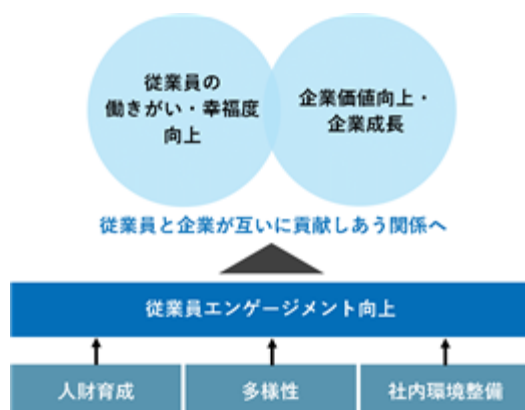 従業員の
働きがい・幸福度
向上
企業価値向上・
企業成長
従業員と企業が互いに貢献しあう関係へ
従業員エンゲージメント向上
人財育成
多様性
社内環境整備